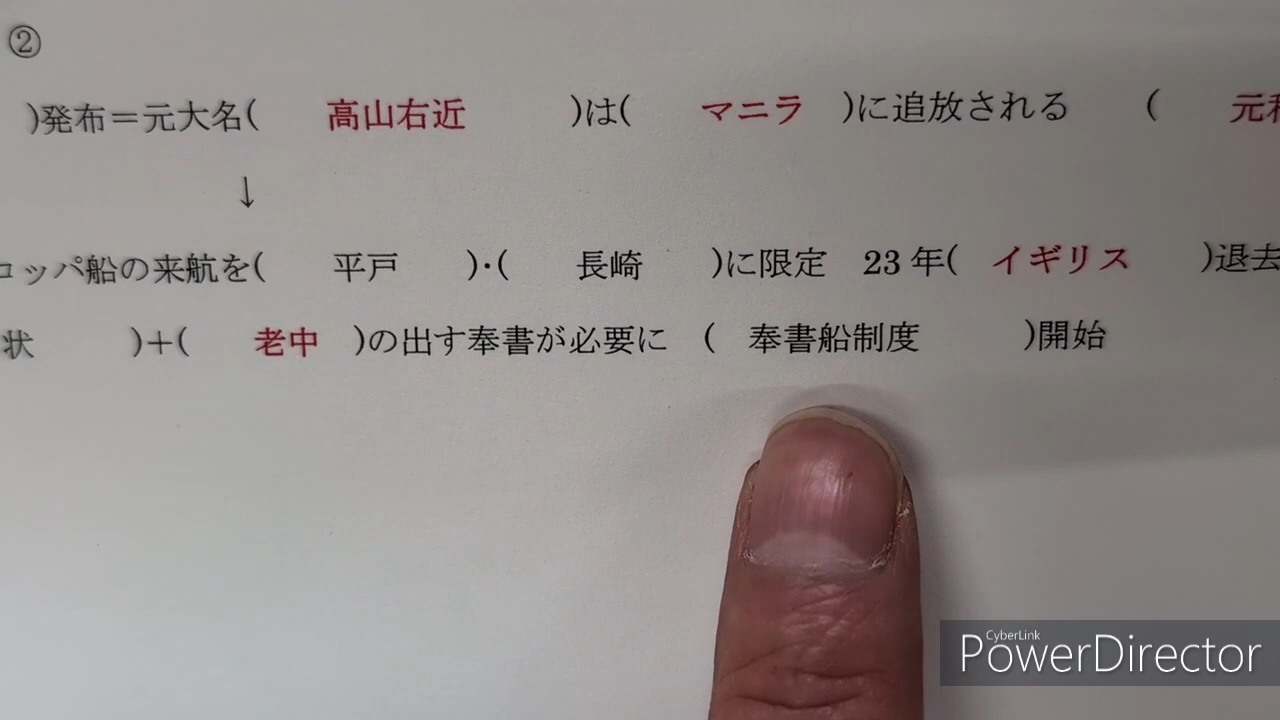 ②
)発布＝元大名( 高山右近 )は( マニラ )に追放される ( 元
ロッパ船の来航を( 平戸 )・( 長崎 )に限定 23年( イギリス )退去
状 )＋( 老中 )の出す奉書が必要に ( 奉書船制度 )開始
CyberLink
PowerDirector